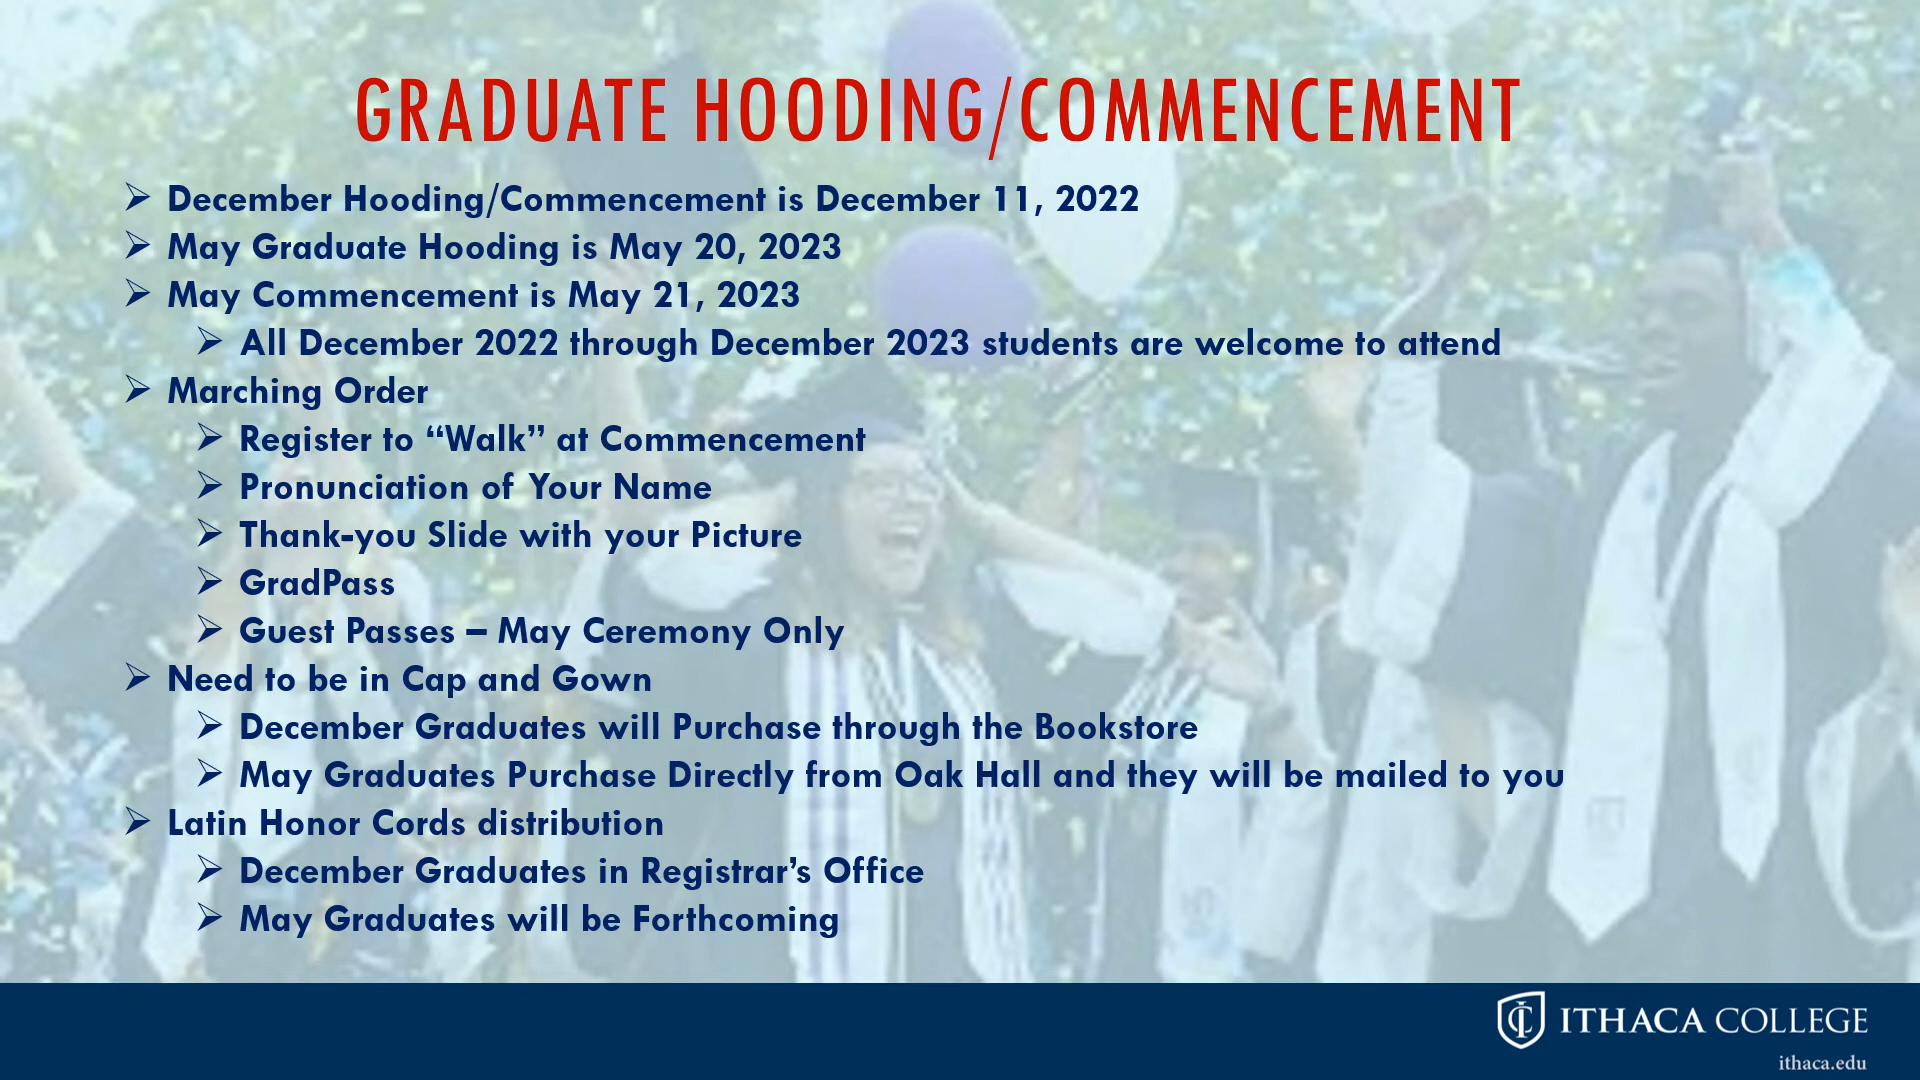 GRADUATE HOODING/COMMENCEMENT
➢ December Hooding/Commencement is December 11, 2022
➢ May Graduate Hooding is May 20, 2023
➢ May Commencement is May 21, 2023
➢ All December 2022 through December 2023 students are welcome to attend
➢ Marching Order
➢ Register to “Walk” at Commencement
➢ Pronunciation of Your Name
➢ Thank-you Slide with your Picture
➢ GradPass
➢ Guest Passes – May Ceremony Only
➢ Need to be in Cap and Gown
➢ December Graduates will Purchase through the Bookstore
➢ May Graduates Purchase Directly from Oak Hall and they will be mailed to you
➢ Latin Honor Cords distribution
➢ December Graduates in Registrar’s Office
➢ May Graduates will be Forthcoming
ITHACA COLLEGE
ithaca.edu